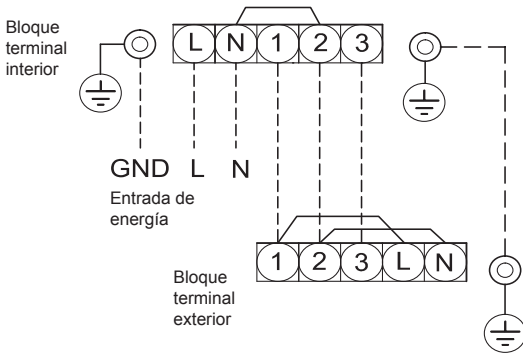 Bloque
terminal
interior
L N 1 2 3
GND L N
Entrada de
energía
1 2 3 L N
Bloque
terminal
exterior